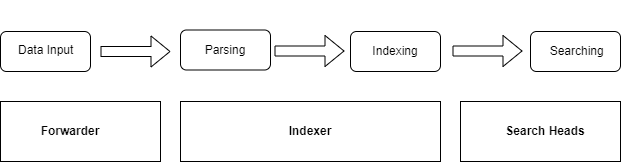 Data Input
Parsing
Indexing
Searching
Forwarder
Indexer
Search Heads